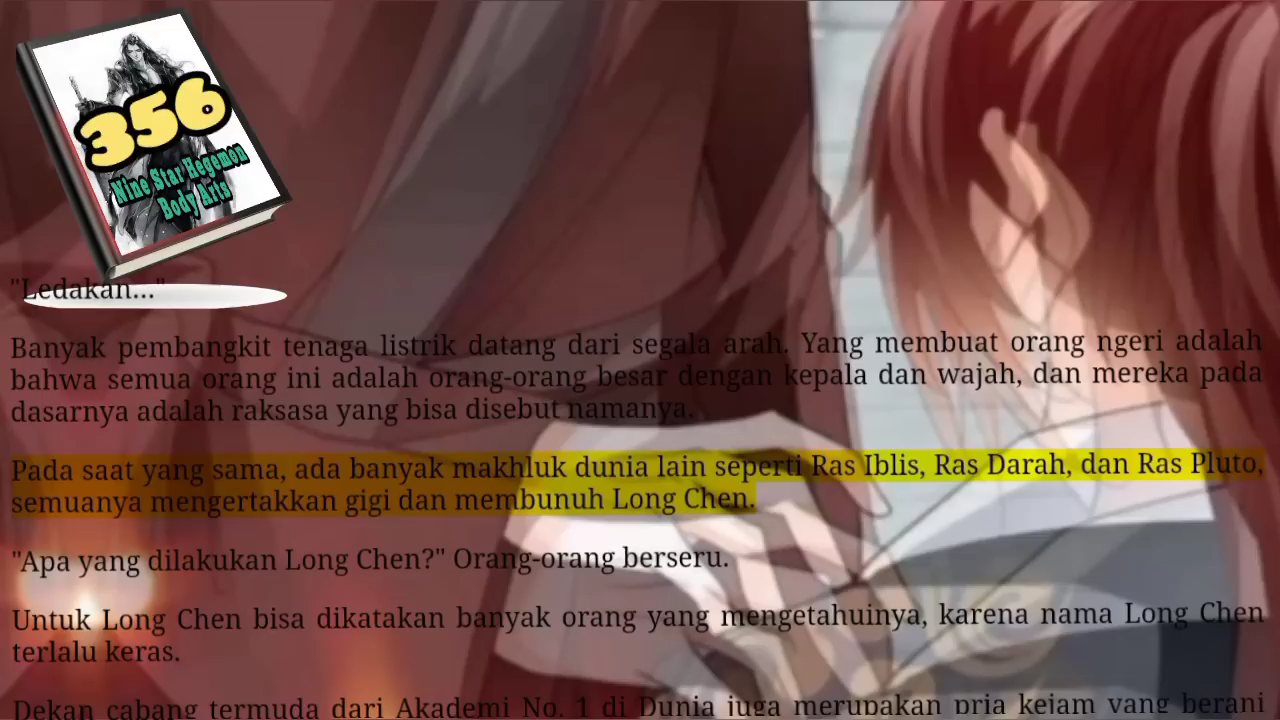 356
Nine Star Hegemon
Body Arts
"Ledakan..."
Banyak pembangkit tenaga listrik datang dari segala arah. Yang membuat orang ngeri adalah
bahwa semua orang ini adalah orang-orang besar dengan kepala dan wajah, dan mereka pada
dasarnya adalah raksasa yang bisa disebut namanya.
Pada saat yang sama, ada banyak makhluk dunia lain seperti Ras Iblis, Ras Darah, dan Ras Pluto,
semuanya mengertakkan gigi dan membunuh Long Chen.
"Apa yang dilakukan Long Chen?" Orang-orang berseru.
Untuk Long Chen bisa dikatakan banyak orang yang mengetahuinya, karena nama Long Chen
terlalu keras.
Dekan cabang termuda dari Akademi No. 1 di Dunia juga merupakan pria kejam yang berani